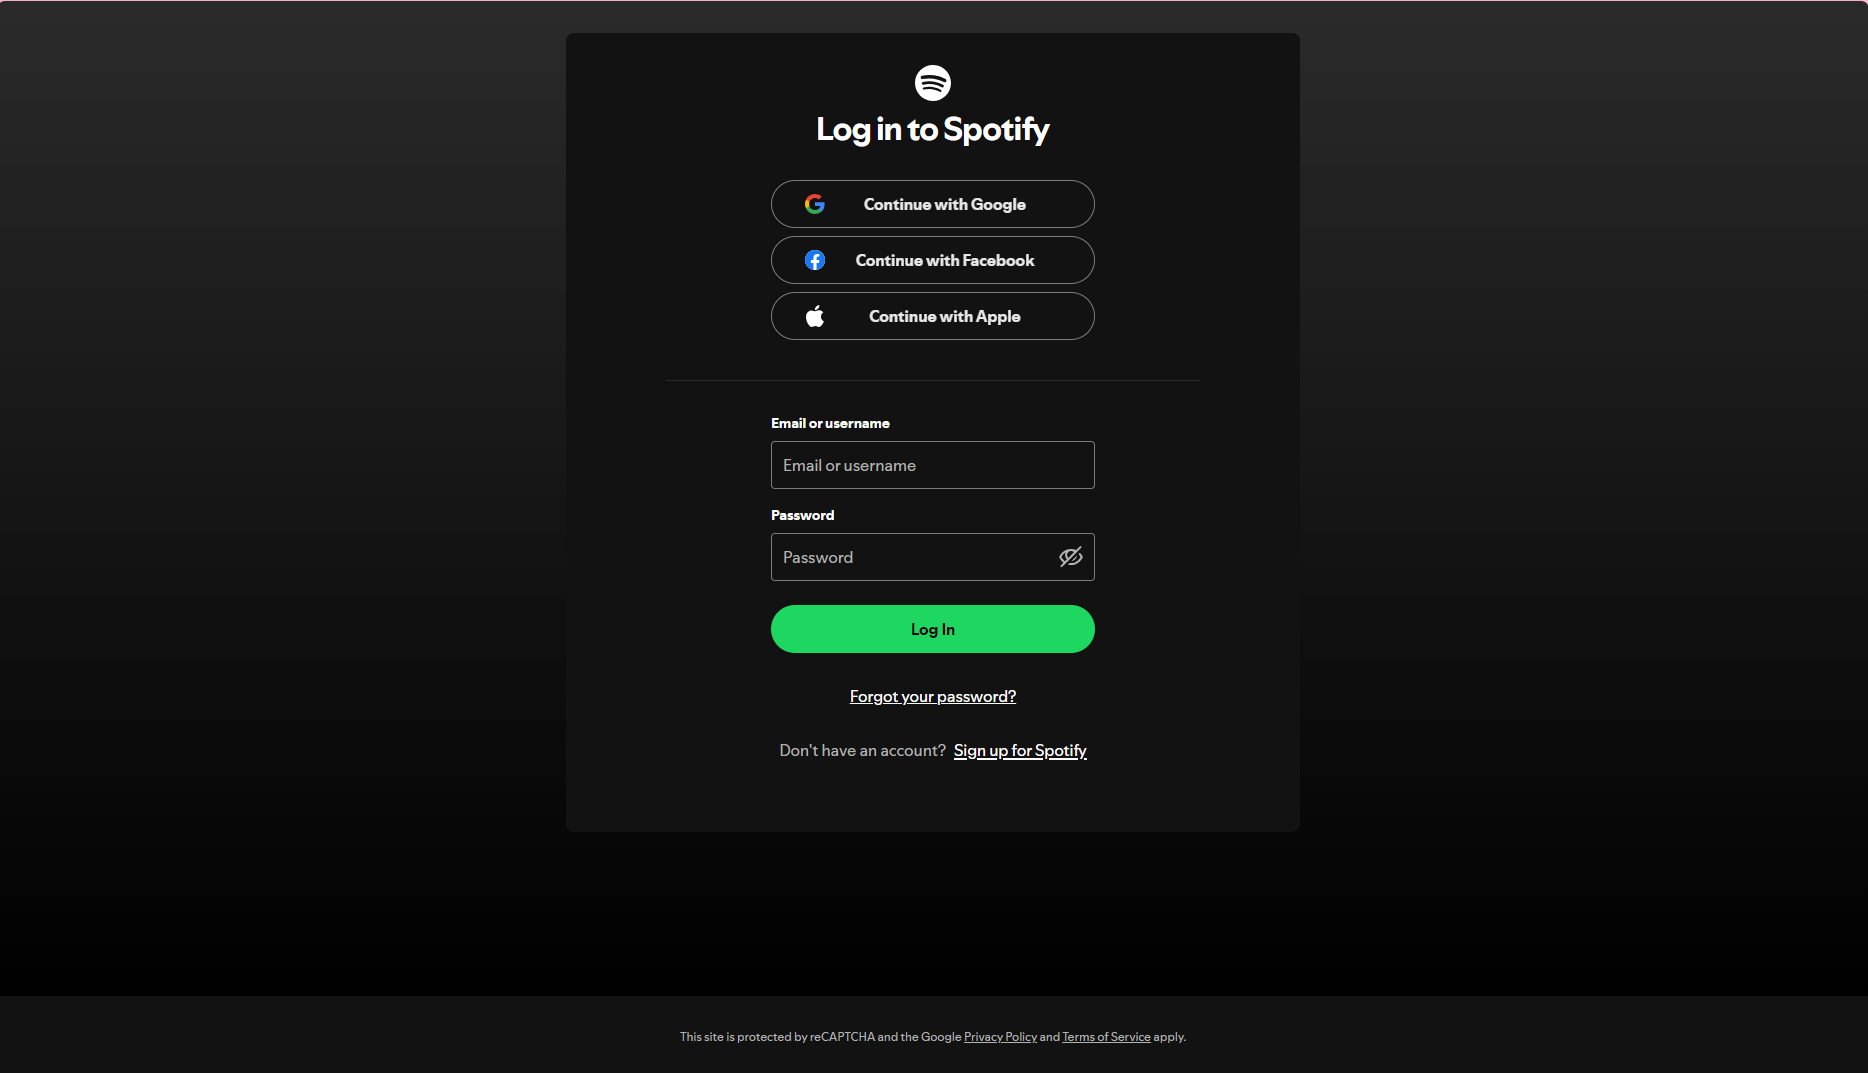 Log in to Spotify
Continue with Google
Continue with Facebook
Continue with Apple
Email or username
Email or username
Password
Password
Log In
Forgot your password?
Don't have an account? Sign up for Spotify
This site is protected by reCAPTCHA and the Google Privacy Policy and Terms of Service apply.